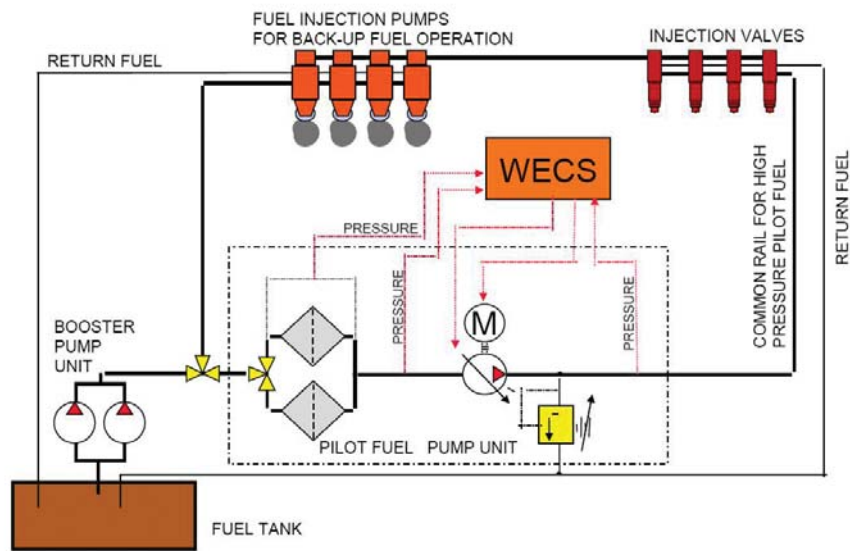 FUEL INJECTION PUMPS
FOR BACK-UP FUEL OPERATION
INJECTION VALVES
RETURN FUEL
WECS
PRESSURE
PRESSURE
PRESSURE
COMMON RAIL FOR HIGH
PRESSURE PILOT FUEL
RETURN FUEL
BOOSTER
PUMP
UNIT
M
PILOT FUEL PUMP UNIT
FUEL TANK